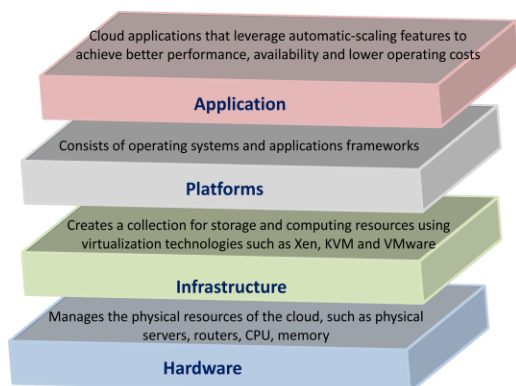 Cloud applications that leverage automatic-scaling features to
achieve better performance, availability and lower operating costs
Application
Consists of operating systems and applications frameworks
Platforms
Creates a collection for storage and computing resources using
virtualization technologies such as Xen, KVM and VMware
Infrastructure
Manages the physical resources of the cloud, such as physical
servers, routers, CPU, memory
Hardware